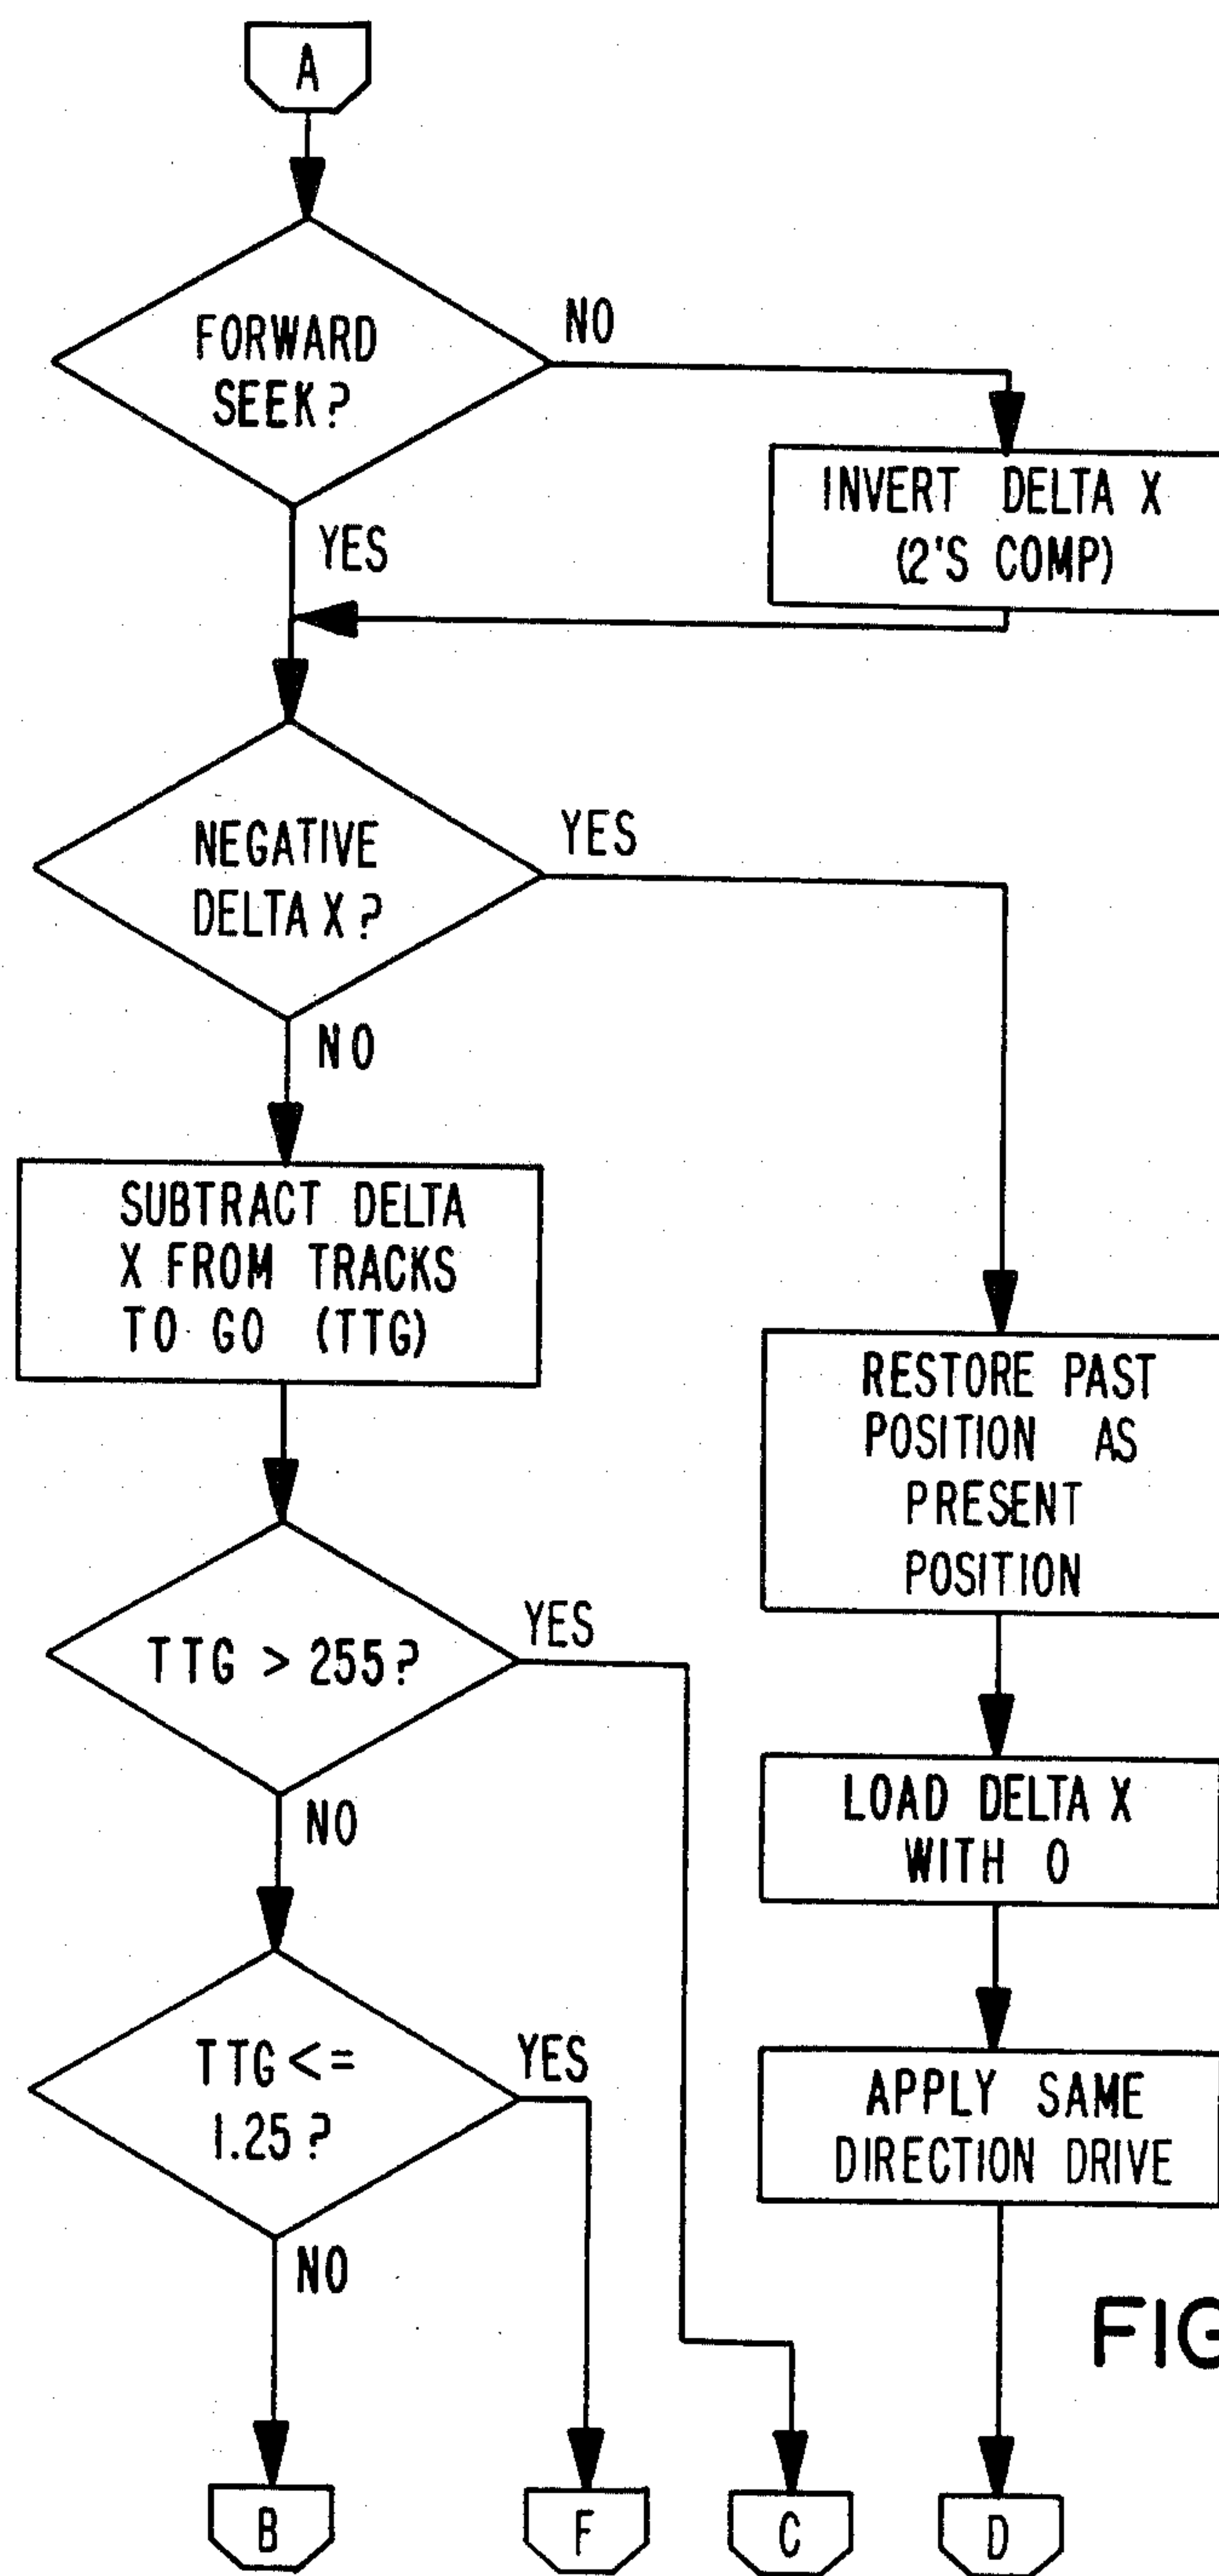 A
FORWARD
SEEK?
NO
YES
INVERT DELTA X
(2'S COMP)
NEGATIVE
DELTA X?
YES
NO
SUBTRACT DELTA
X FROM TRACKS
TO GO (TTG)
RESTORE PAST
POSITION AS
PRESENT
POSITION
TTG > 255?
YES
NO
LOAD DELTA X
WITH 0
TTG <=
1.25?
YES
NO
APPLY SAME
DIRECTION DRIVE
FIG
B
F
C
D